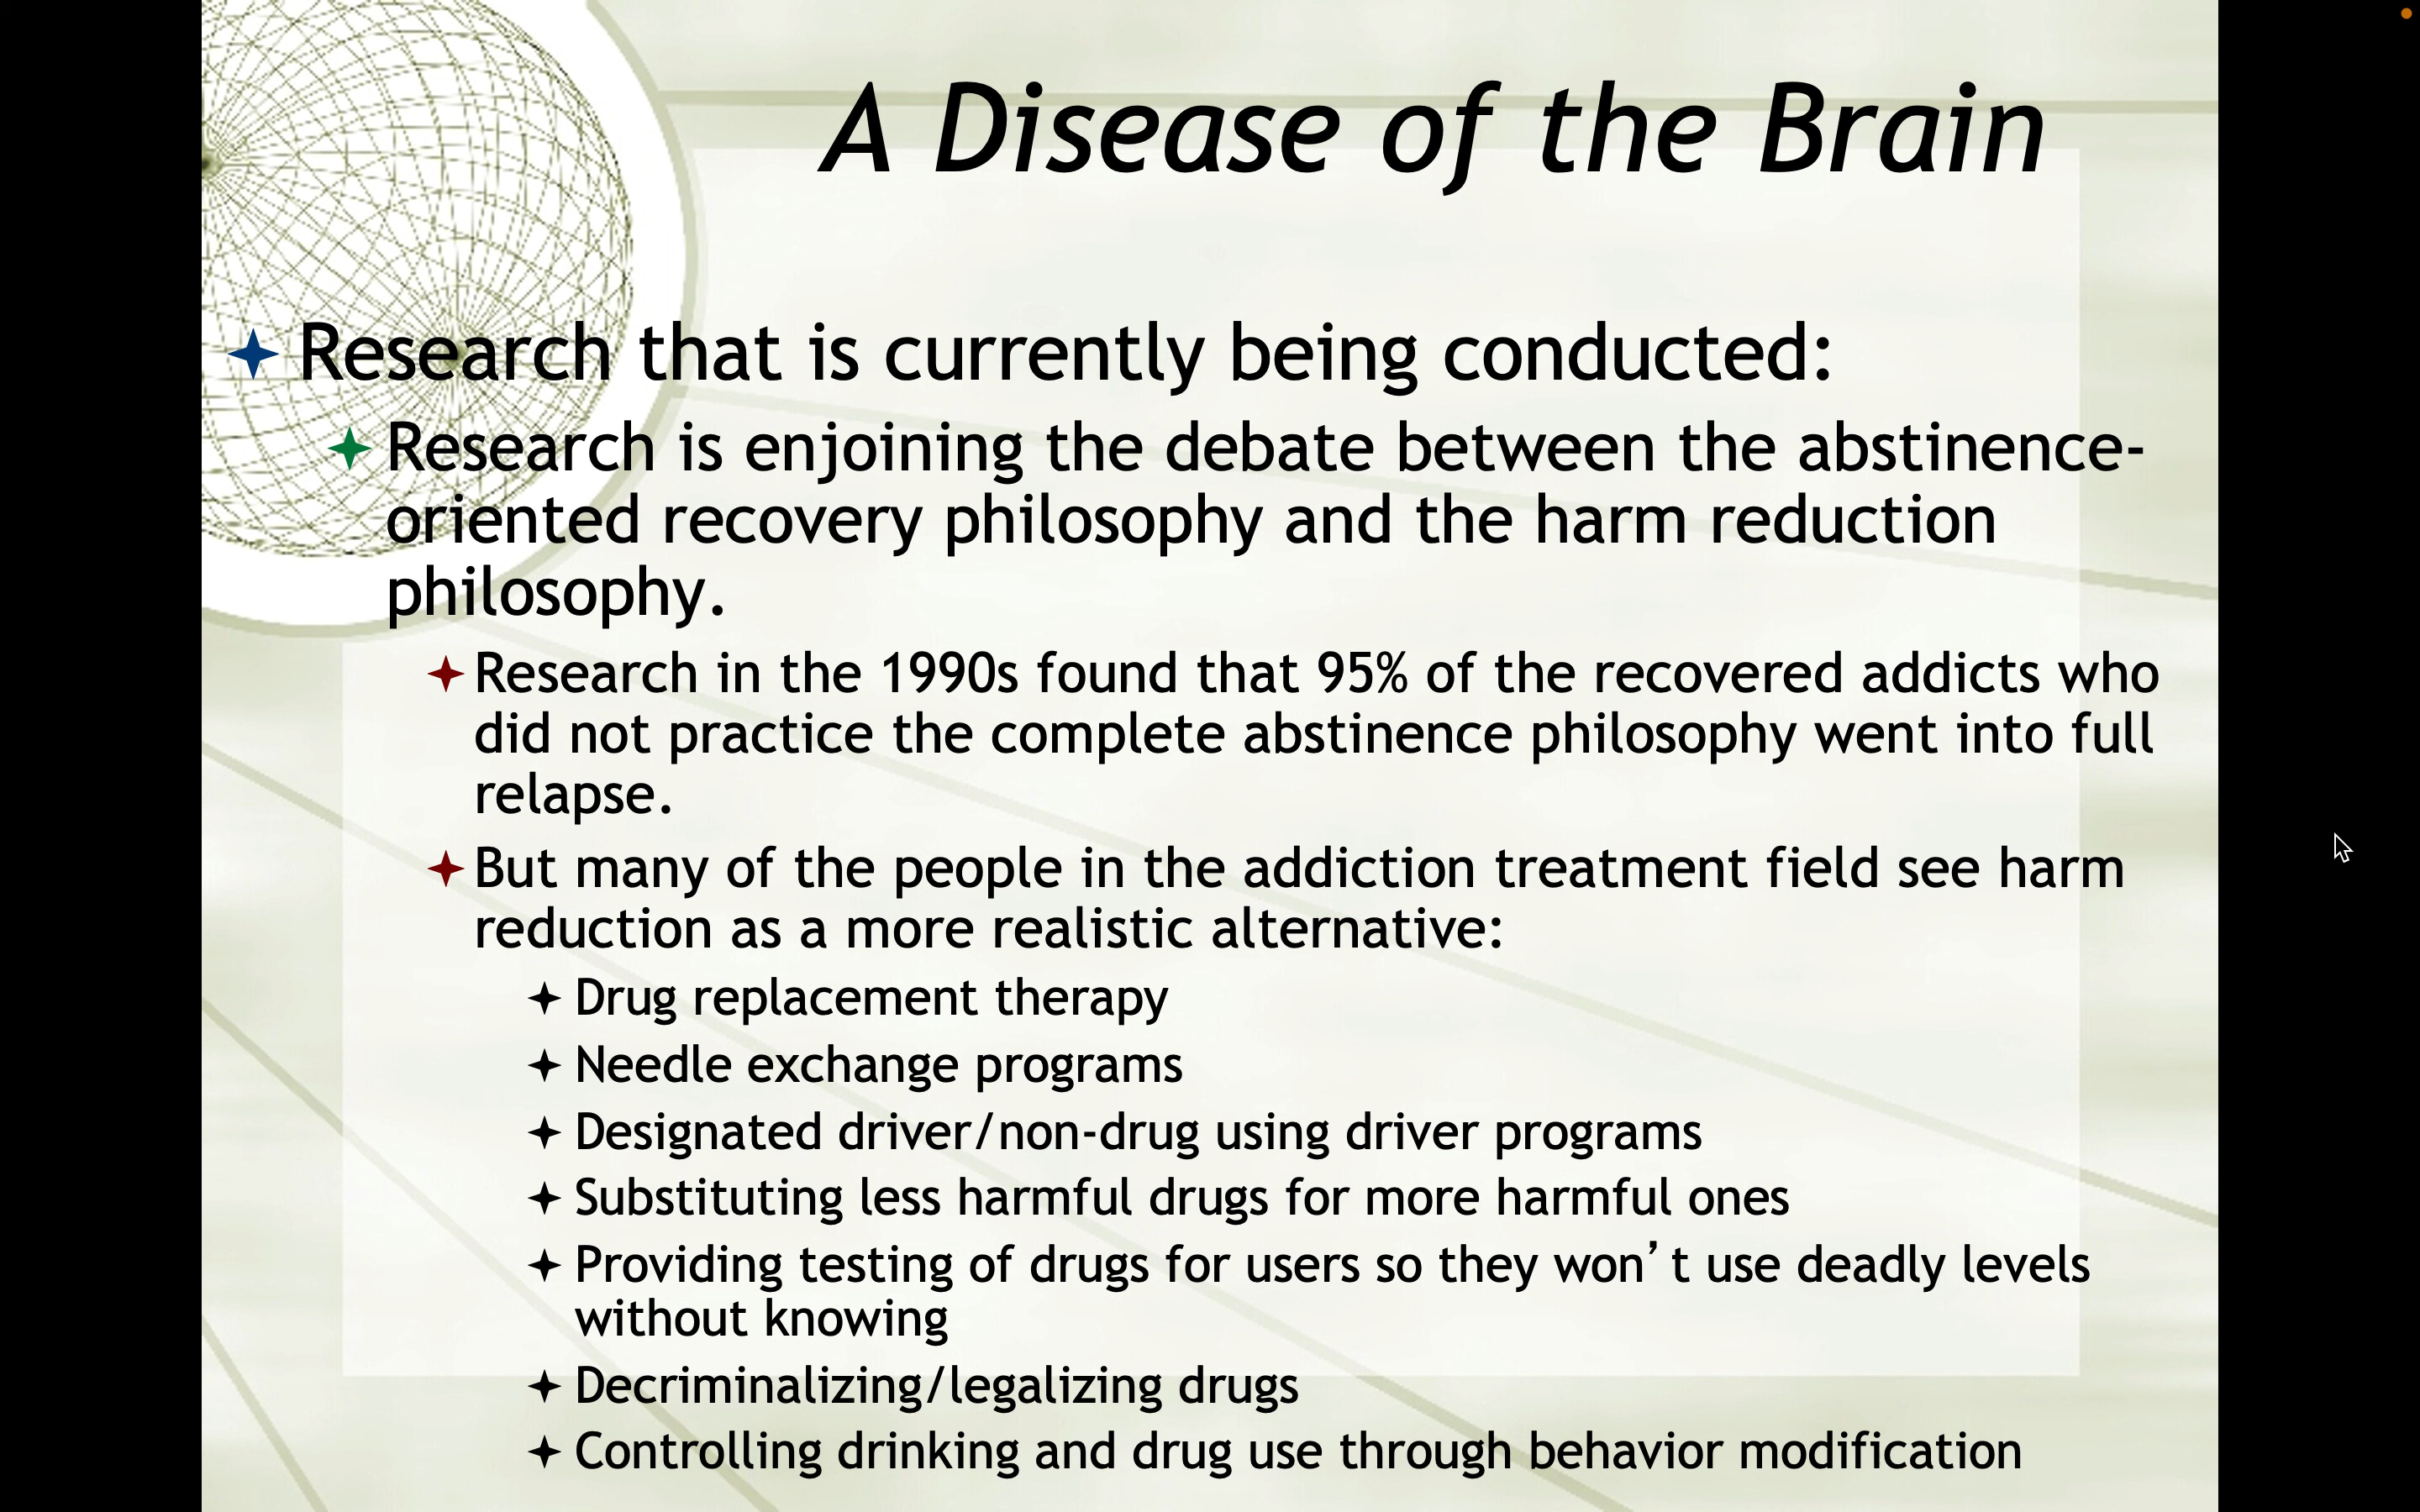 A Disease of the Brain
Research that is currently being conducted:
Research is enjoining the debate between the abstinence-
oriented recovery philosophy and the harm reduction
philosophy.
Research in the 1990s found that 95% of the recovered addicts who
did not practice the complete abstinence philosophy went into full
relapse.
But many of the people in the addiction treatment field see harm
reduction as a more realistic alternative:
Drug replacement therapy
Needle exchange programs
Designated driver/non-drug using driver programs
Substituting less harmful drugs for more harmful ones
Providing testing of drugs for users so they won’t use deadly levels
without knowing
Decriminalizing/legalizing drugs
Controlling drinking and drug use through behavior modification